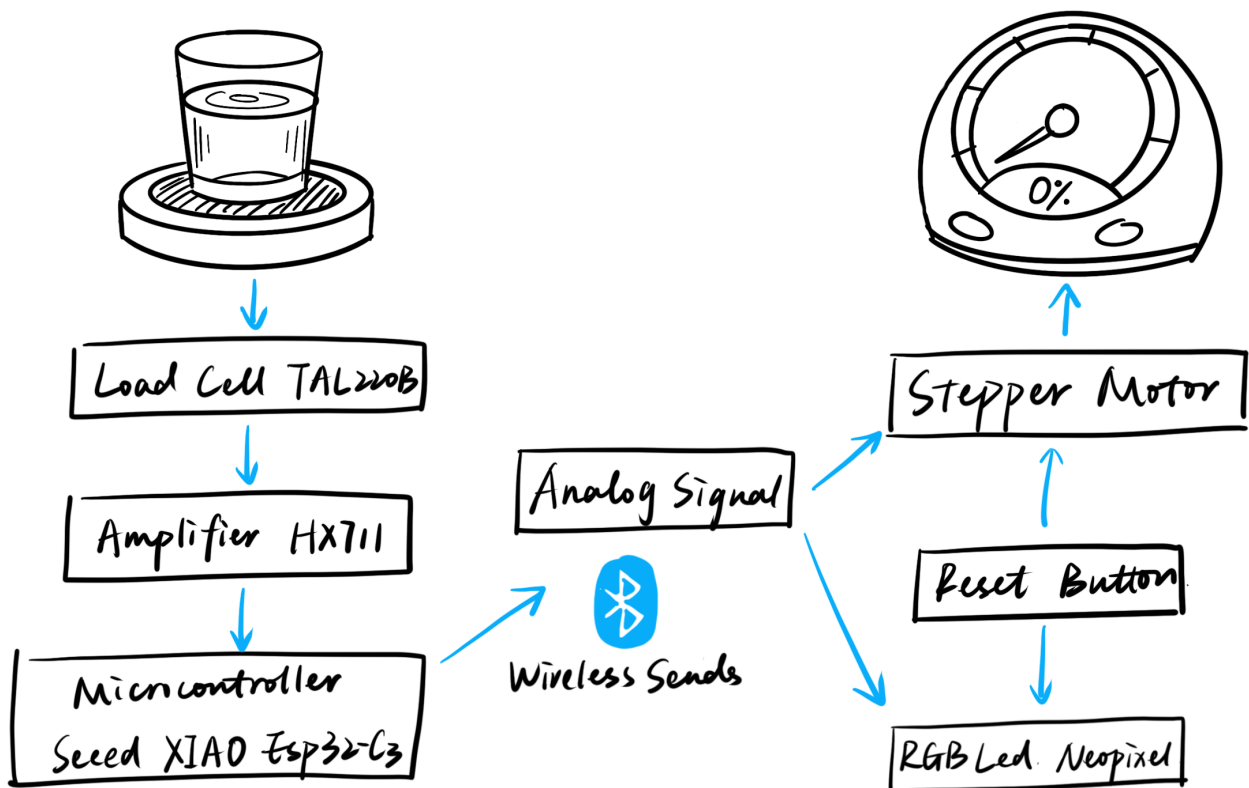 0%
Load Cell TAL220B
Amplifier HX711
Microcontroller
Seeed XIAO Esp32-C3
Analog Signal
Wireless Sends
Stepper Motor
Reset Button
RGB Led. Neopixel